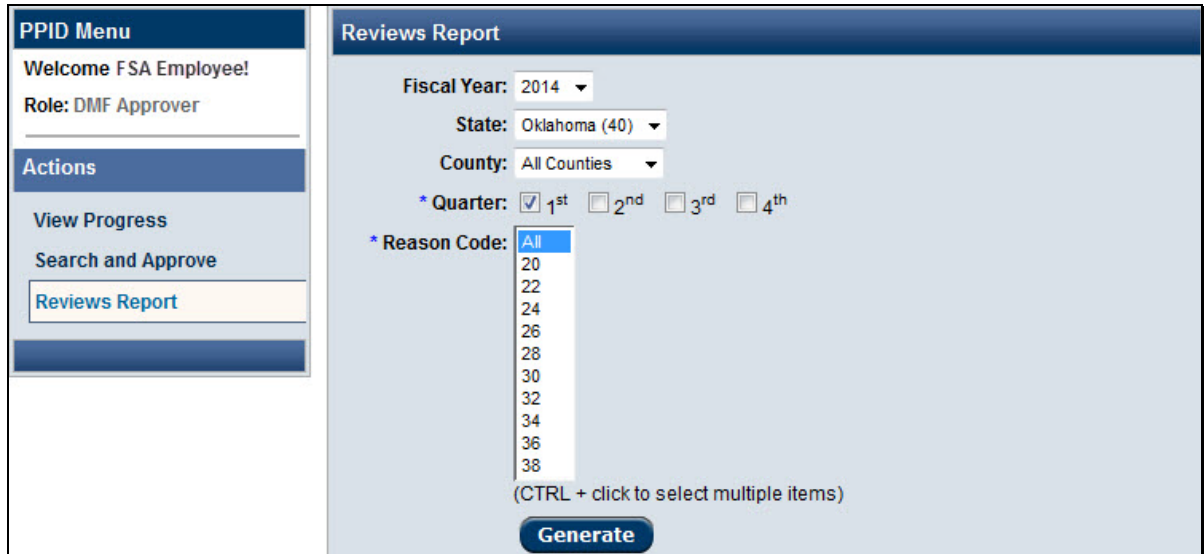 PPID Menu
Welcome FSA Employee!
Role: DMF Approver
Actions
View Progress
Search and Approve
Reviews Report
Reviews Report
Fiscal Year: 2014
State: Oklahoma (40)
County: All Counties
* Quarter: 1st 2nd 3rd 4th
* Reason Code: All
20
22
24
26
28
30
32
34
36
38
(CTRL + click to select multiple items)
Generate